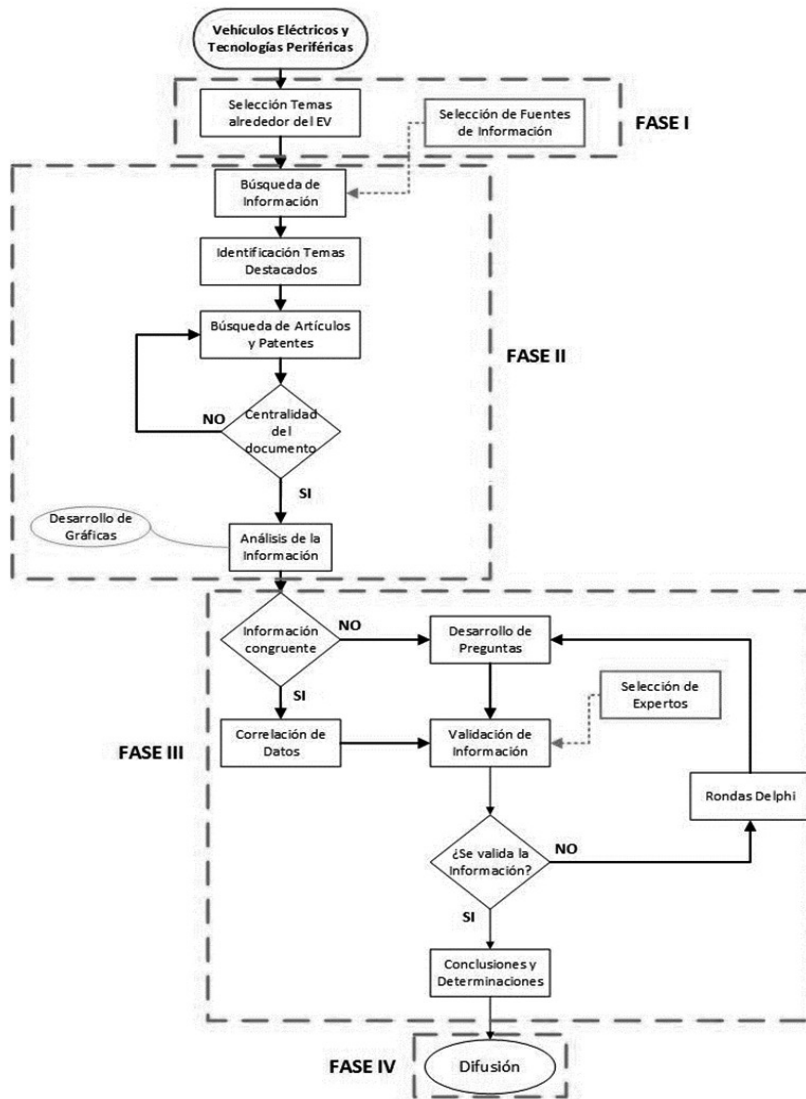 Vehículos Eléctricos y
Tecnologías Periféricas
Selección Temas
alrededor del EV
Selección de Fuentes
de Información
FASE I
Búsqueda de
Información
Identificación Temas
Destacados
Búsqueda de Artículos
y Patentes
FASE II
NO
Centralidad
del
documento
SI
Desarrollo de
Gráficas
Análisis de la
Información
Información
congruente
NO
Desarrollo de
Preguntas
SI
Selección de
Expertos
Correlación de
Datos
Validación de
Información
FASE III
Rondas Delphi
¿Se valida la
Información?
NO
SI
Conclusiones y
Determinaciones
FASE IV
Difusión